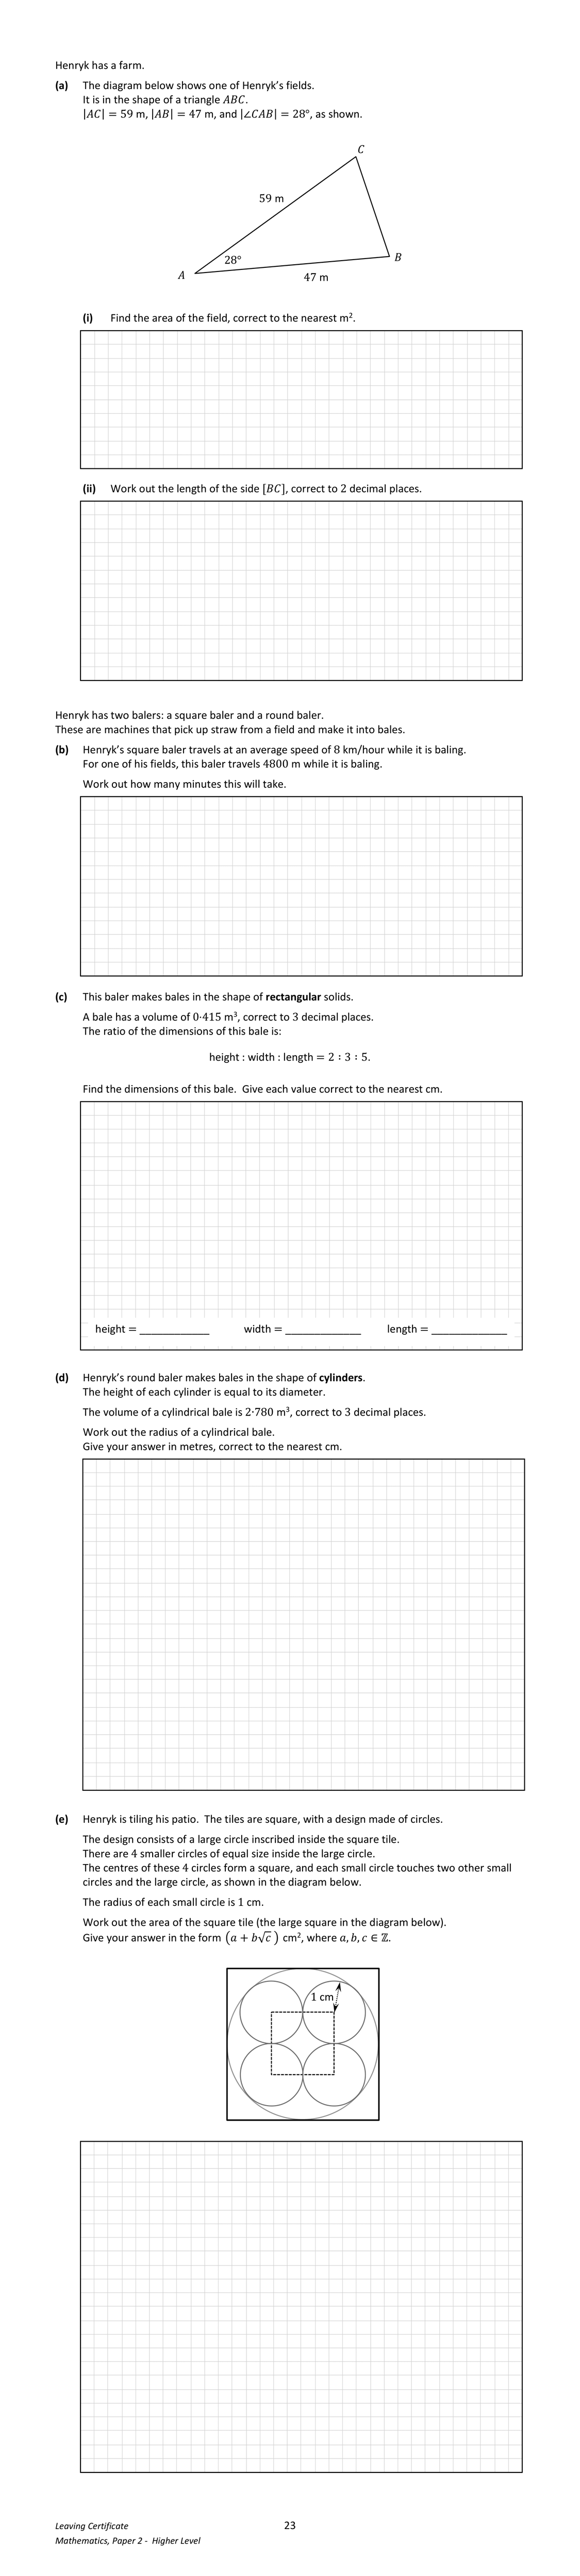 Henryk has a farm.
(a) The diagram below shows one of Henryk's fields.
It is in the shape of a triangle ABC.
|AC| = 59 m, |AB| = 47 m, and |∠CAB| = 28°, as shown.
C
59 m
28°
B
A
47 m
(i) Find the area of the field, correct to the nearest m².
(ii) Work out the length of the side [BC], correct to 2 decimal places.
Henryk has two balers: a square baler and a round baler.
These are machines that pick up straw from a field and make it into bales.
(b) Henryk's square baler travels at an average speed of 8 km/hour while it is baling.
For one of his fields, this baler travels 4800 m while it is baling.
Work out how many minutes this will take.
(c) This baler makes bales in the shape of rectangular solids.
A bale has a volume of 0·415 m³, correct to 3 decimal places.
The ratio of the dimensions of this bale is:
height : width : length = 2 : 3 : 5.
Find the dimensions of this bale. Give each value correct to the nearest cm.
height = ____________ width = _____________ length = _____________
(d) Henryk's round baler makes bales in the shape of cylinders.
The height of each cylinder is equal to its diameter.
The volume of a cylindrical bale is 2·780 m³, correct to 3 decimal places.
Work out the radius of a cylindrical bale.
Give your answer in metres, correct to the nearest cm.
(e) Henryk is tiling his patio. The tiles are square, with a design made of circles.
The design consists of a large circle inscribed inside the square tile.
There are 4 smaller circles of equal size inside the large circle.
The centres of these 4 circles form a square, and each small circle touches two other small
circles and the large circle, as shown in the diagram below.
The radius of each small circle is 1 cm.
Work out the area of the square tile (the large square in the diagram below).
Give your answer in the form (a + b√c) cm², where a, b, c ∈ ℤ.
1 cm
Leaving Certificate
23
Mathematics, Paper 2 - Higher Level